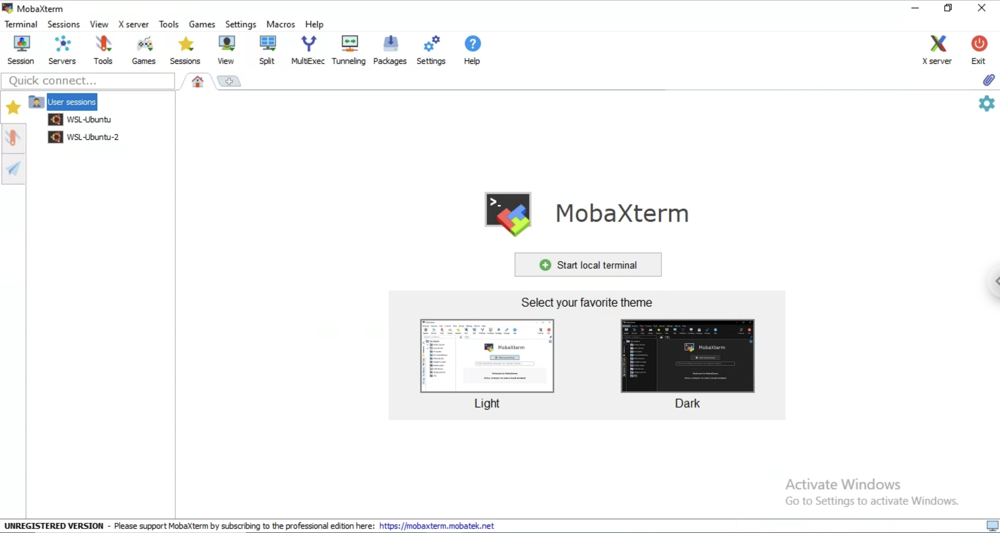 MobaXterm
Terminal Sessions View X server Tools Games Settings Macros Help
Session Servers Tools Games Sessions View Split MultiExec Tunneling Packages Settings Help X server Exit
Quick connect...
User sessions
WSL-Ubuntu
WSL-Ubuntu-2
>_
MobaXterm
Start local terminal
Select your favorite theme
MobaXterm
MobaXterm
Light
Dark
Activate Windows
Go to Settings to activate Windows.
UNREGISTERED VERSION - Please support MobaXterm by subscribing to the professional edition here: https://mobaxterm.mobatek.net